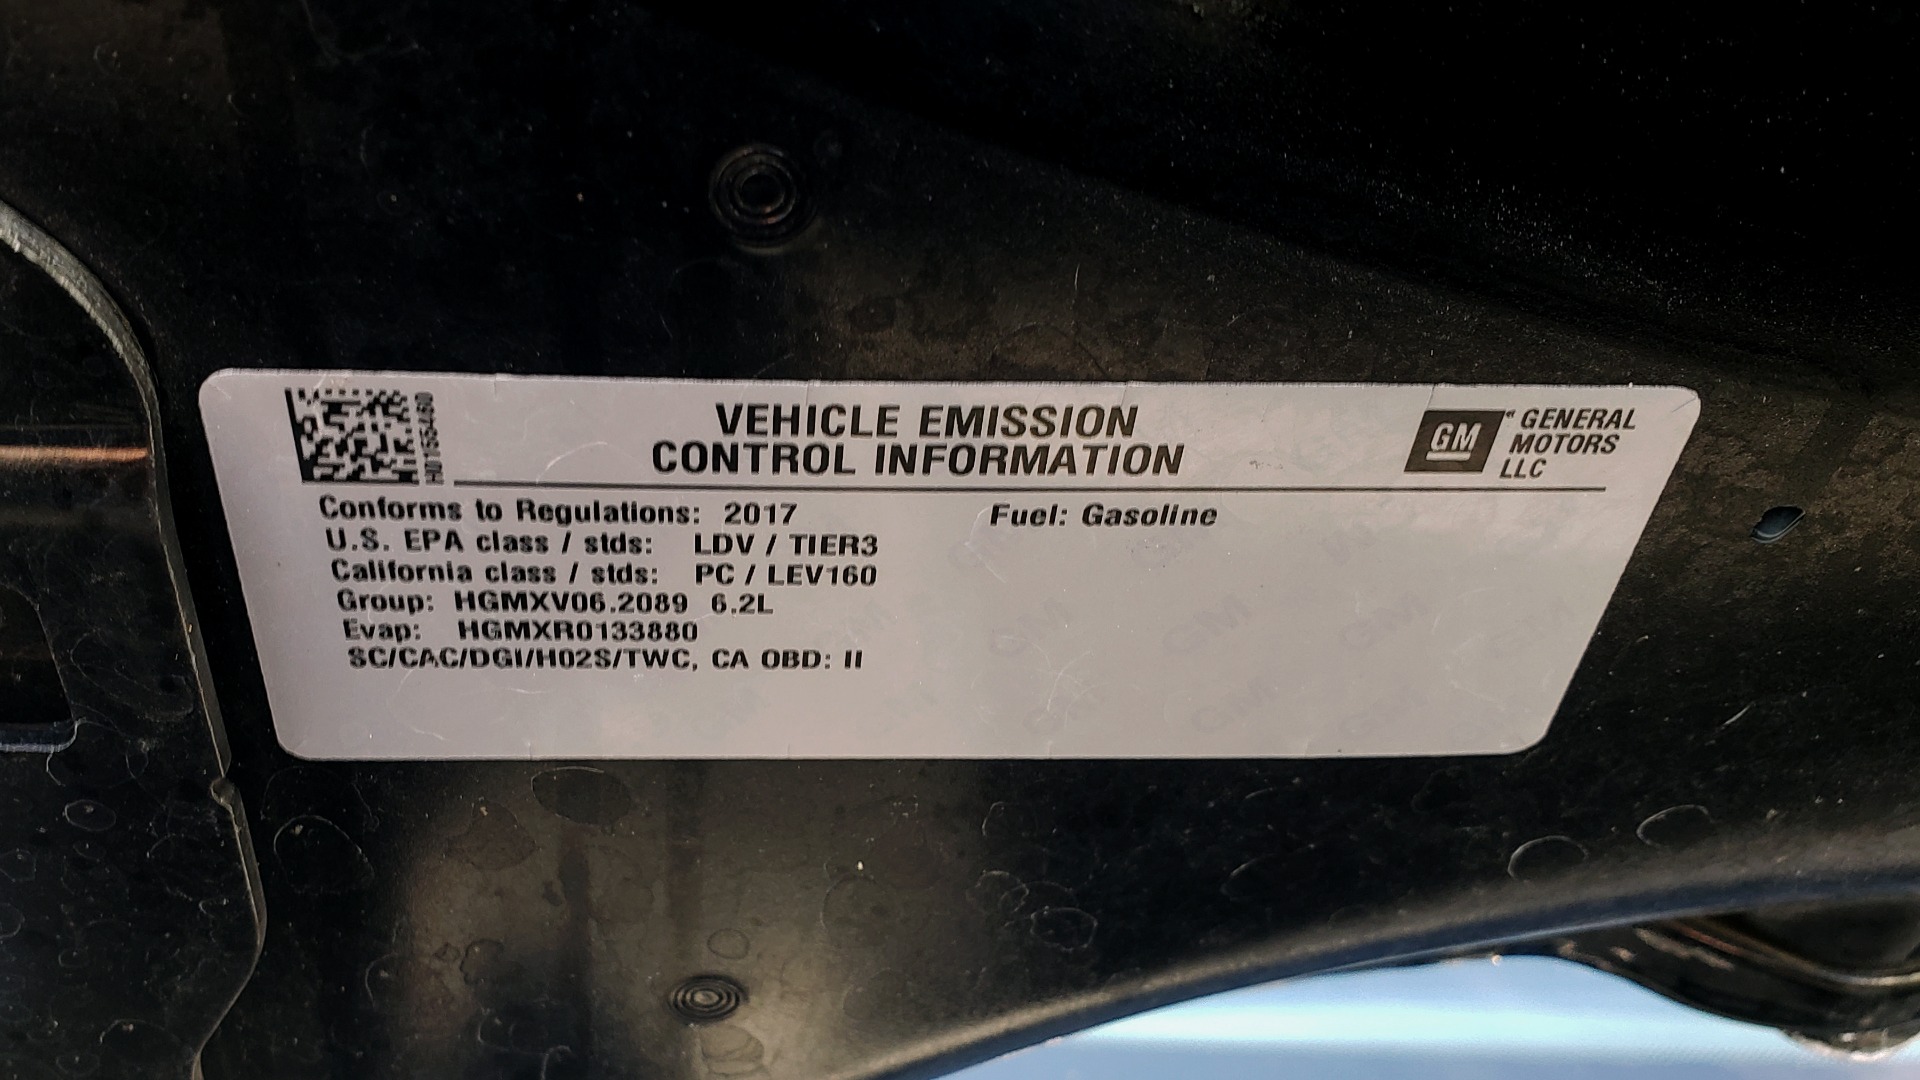 H01554460
VEHICLE EMISSION
CONTROL INFORMATION
GM
GENERAL
MOTORS
LLC
Conforms to Regulations: 2017
Fuel: Gasoline
U.S. EPA class / stds: LDV / TIER3
California class / stds: PC / LEV160
Group: HGMXV06.2089 6.2L
Evap: HGMXR0133880
SC/CAC/DGI/HO2S/TWC, CA OBD: II